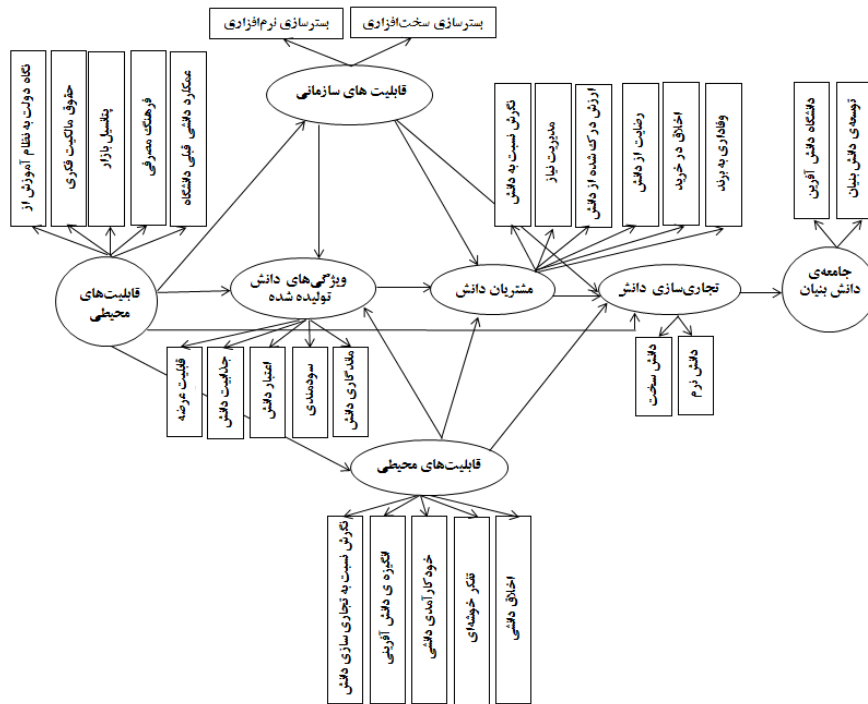 بسترسازی سخت‌افزاری
بسترسازی نرم‌افزاری
قابلیت های سازمانی
نگاه دولت به نظام آموزش از
حقوق مالکیت فکری
پتانسیل بازار
فرهنگ مصرفی
عمکلرد دانشی قبلی دانشگاه
نگرش نسبت به دانش
مدیریت نیاز
ارزش درک شده از دانش
رضایت از دانش
اخلاق در خرید
وفاداری به برند
دانشگاه دانش آفرین
توسعه‌ی دانش بنیان
قابلیت‌های
محیطی
ویژگی‌های دانش
تولیده شده
مشتریان دانش
تجاری‌سازی دانش
جامعه‌ی
دانش بنیان
قابلیت عرضه
جذابیت دانش
اعتبار دانش
سودمندی
ماندگاری دانش
دانش سخت
دانش نرم
قابلیت‌های محیطی
نگرش نسبت به تجاری سازی دانش
انگیزه ی دانش آفرینی
خودکارآمدی دانشی
تفکر خوشه‌ای
اخلاق دانشی